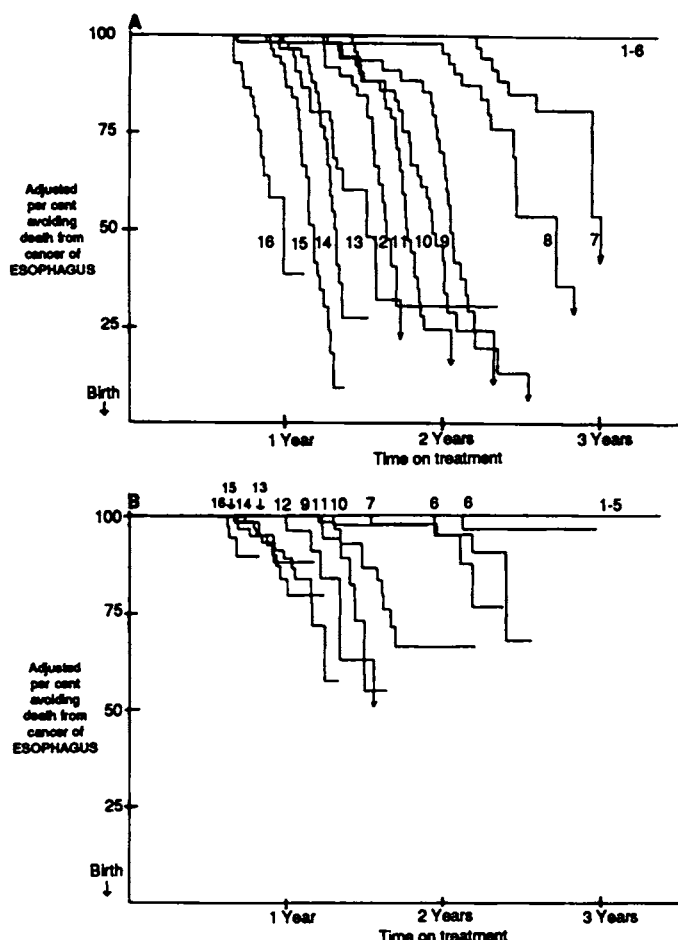 A
100
1-6
75
Adjusted
per cent
avoiding
death from
cancer of
ESOPHAGUS
50
16 15 14 13 12 11 10 9 8 7
25
Birth
↓
1 Year 2 Years 3 Years
Time on treatment
15 13
B 16↓ 14 ↓ 12 9 11 10 7 6 6 1-5
100
75
Adjusted
per cent
avoiding
death from
cancer of
ESOPHAGUS
50
25
Birth
↓
1 Year 2 Years 3 Years
Time on treatment